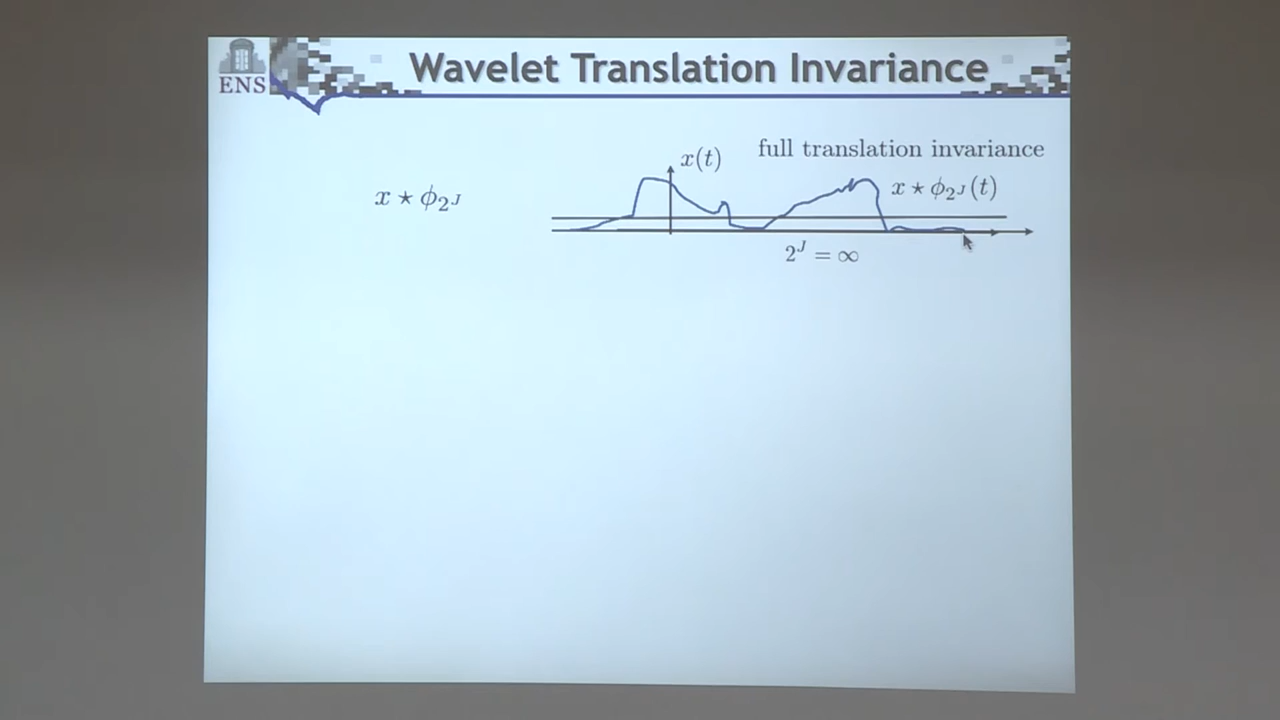 Wavelet Translation Invariance
ENS
full translation invariance
x(t)
x ⋆ ϕ_{2^J}
x ⋆ ϕ_{2^J}(t)
2^J = ∞